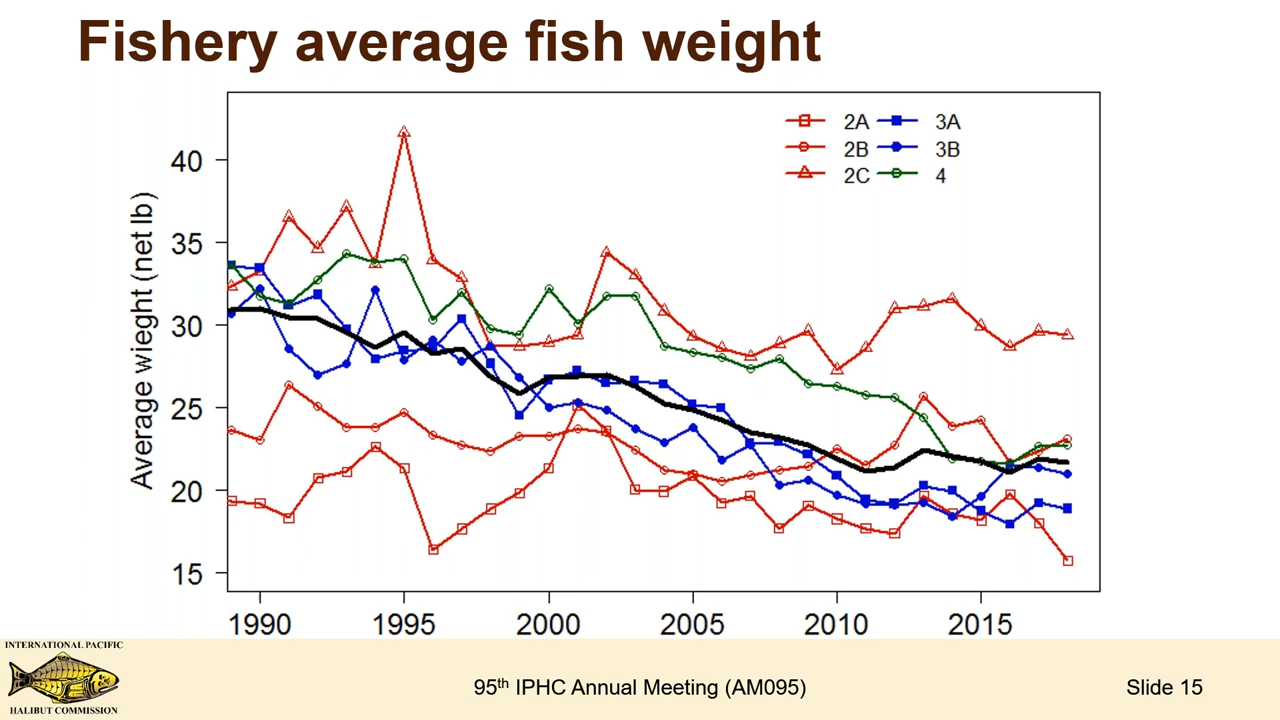 Fishery average fish weight
2A 3A
2B 3B
2C 4
Average wieght (net lb)
40
35
30
25
20
15
1990 1995 2000 2005 2010 2015
INTERNATIONAL PACIFIC
HALIBUT COMMISSION
95th IPHC Annual Meeting (AM095)
Slide 15